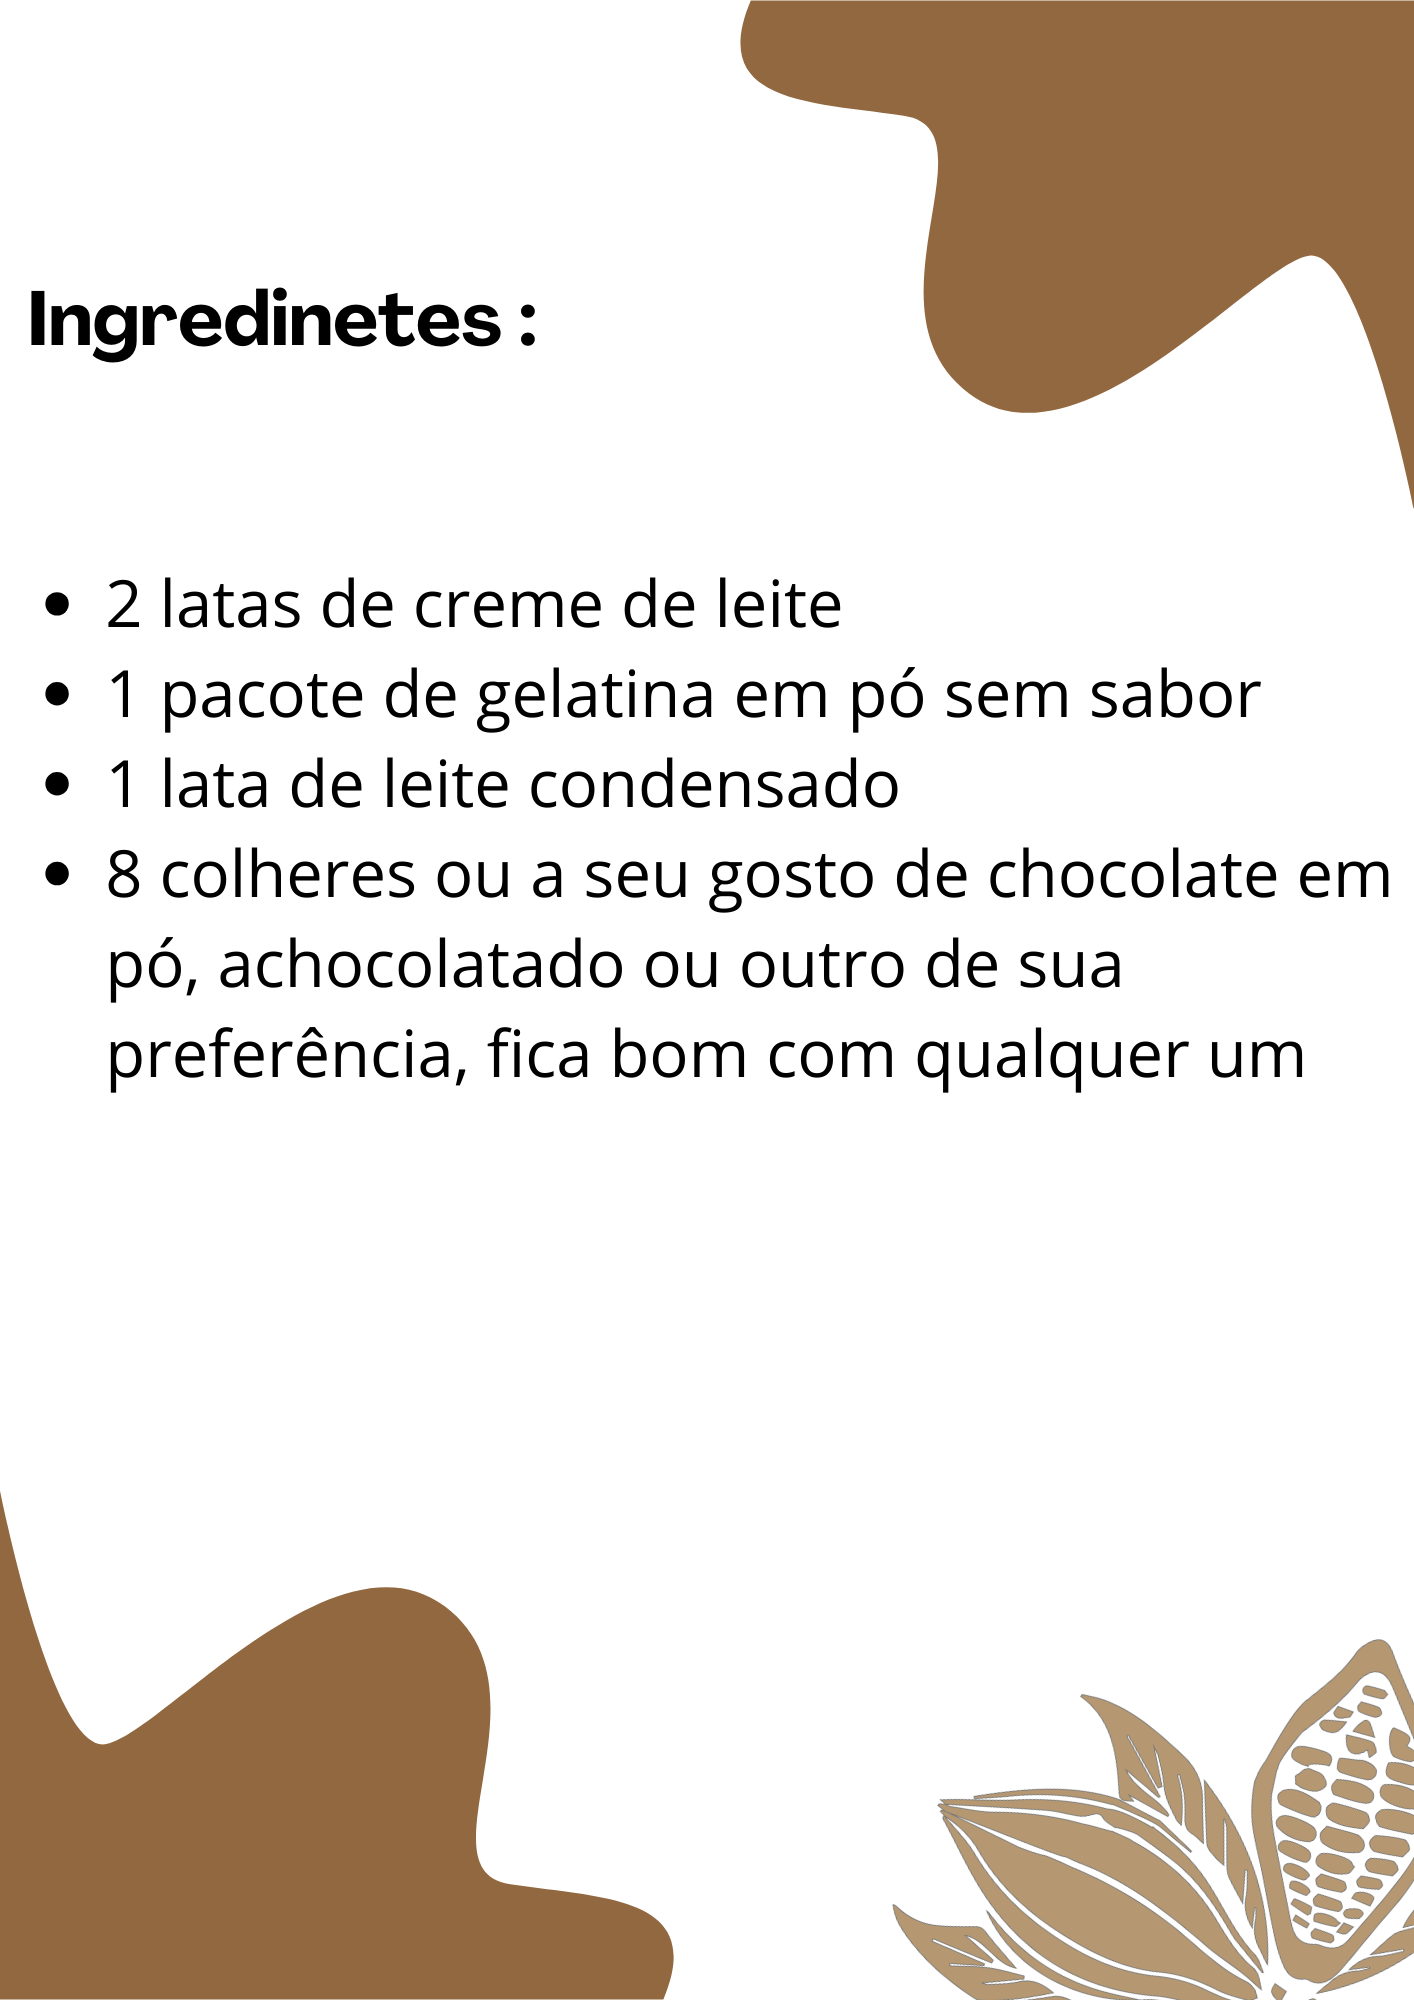 Ingredinetes :
• 2 latas de creme de leite
• 1 pacote de gelatina em pó sem sabor
• 1 lata de leite condensado
• 8 colheres ou a seu gosto de chocolate em
pó, achocolatado ou outro de sua
preferência, fica bom com qualquer um